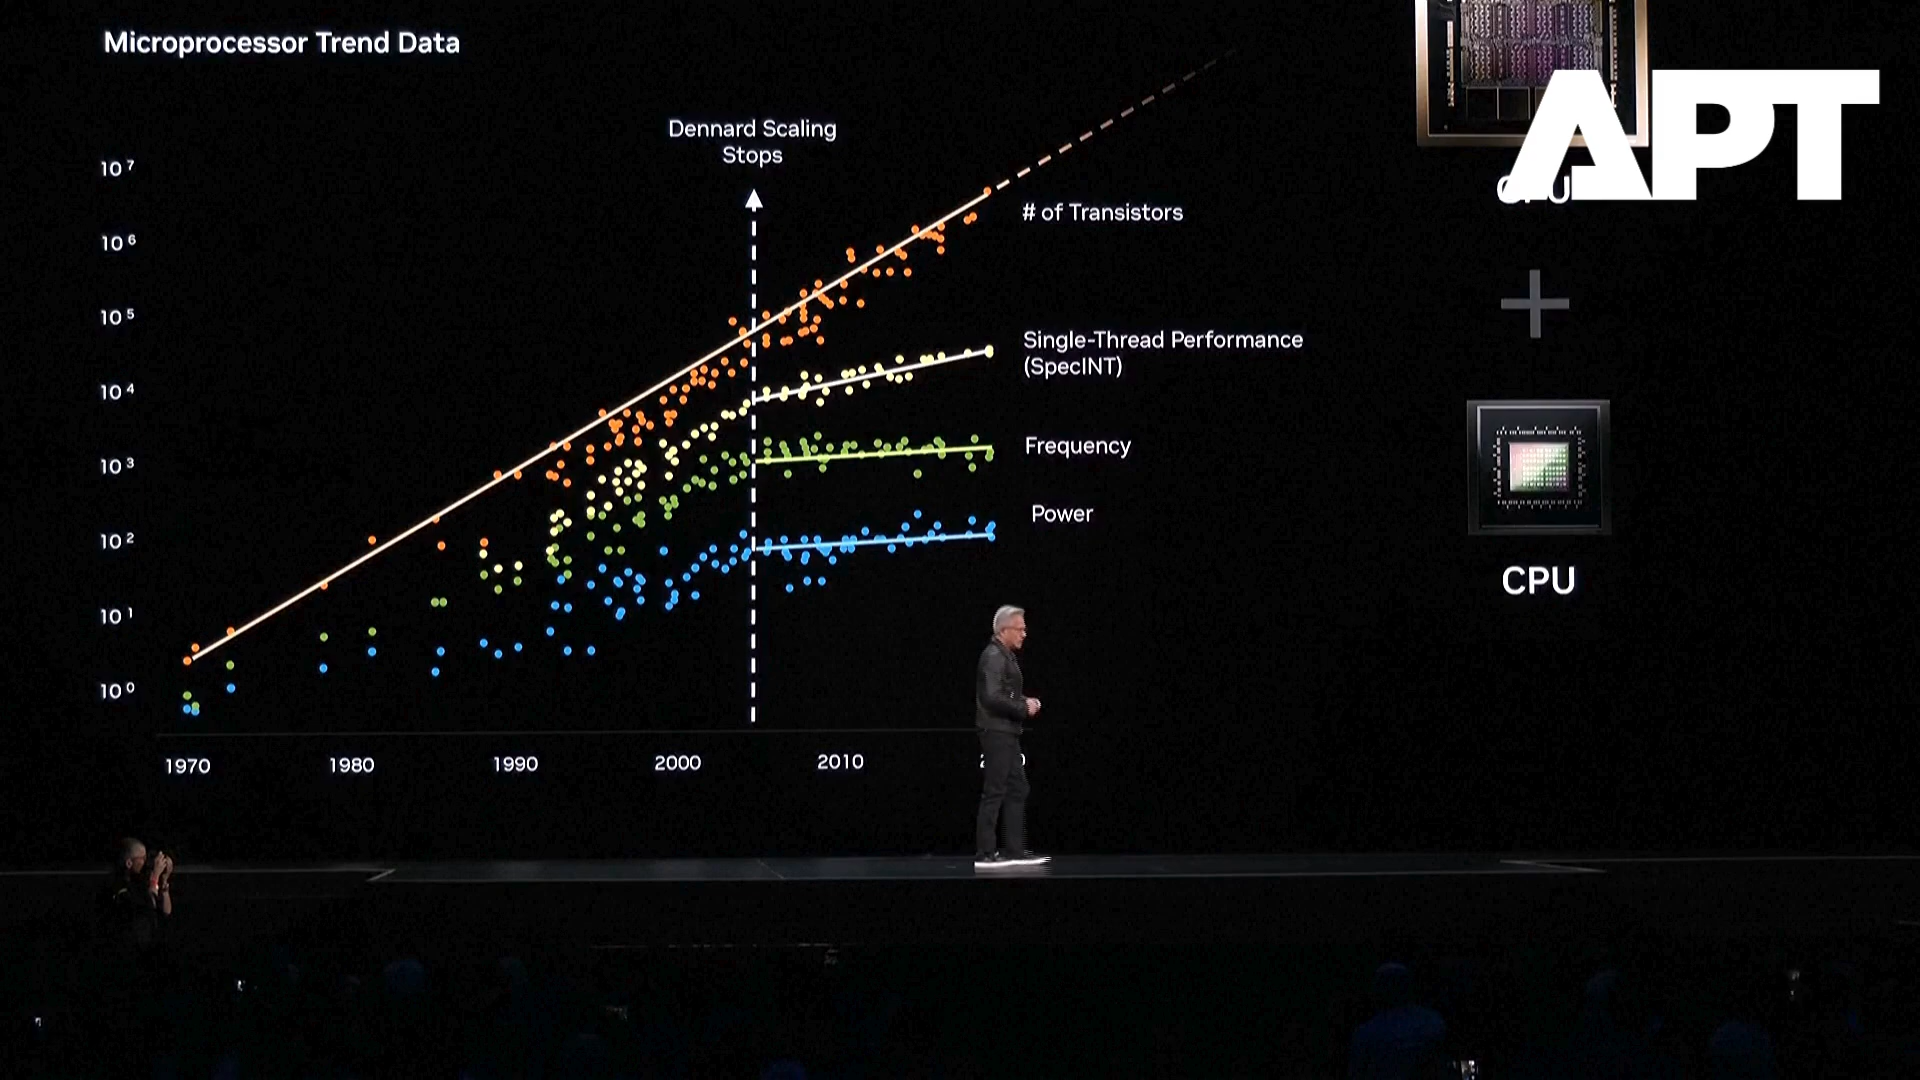 Microprocessor Trend Data
APT
Dennard Scaling
Stops
10⁷
10⁶
10⁵
10⁴
10³
10²
10¹
10⁰
# of Transistors
Single-Thread Performance
(SpecINT)
Frequency
Power
1970
1980
1990
2000
2010
+
CPU